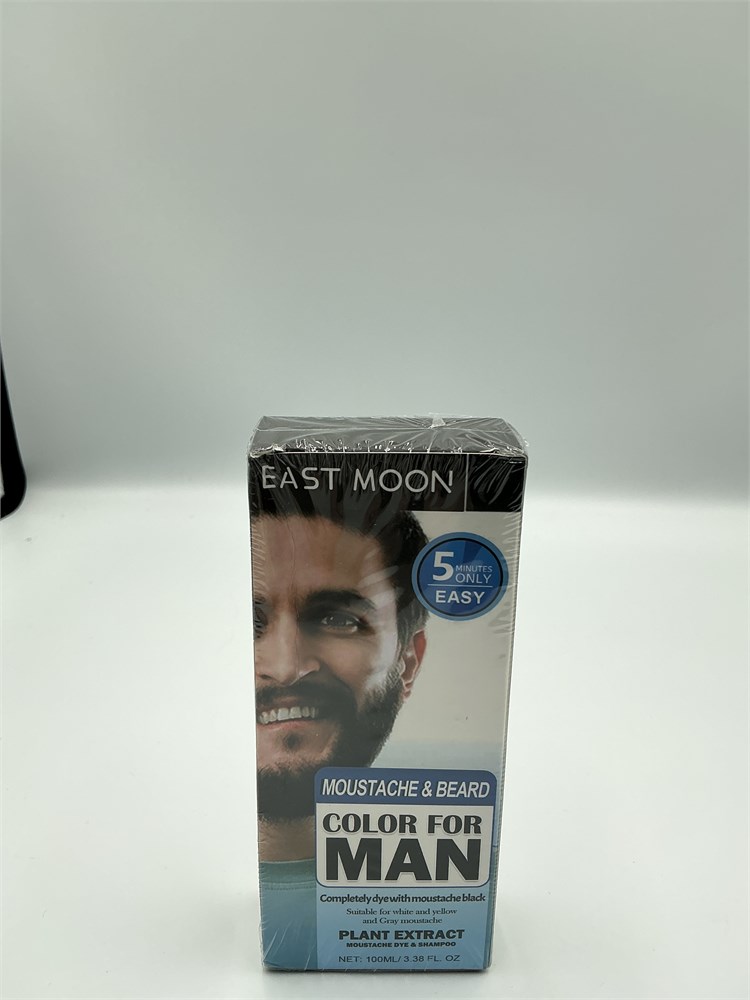 EAST MOON
5 MINUTES
ONLY
EASY
MOUSTACHE & BEARD
COLOR FOR
MAN
Completely dye with moustache black
Suitable for white and yellow
and Gray moustache
PLANT EXTRACT
MOUSTACHE DYE & SHAMPOO
NET: 100ML/ 3.38 FL. OZ